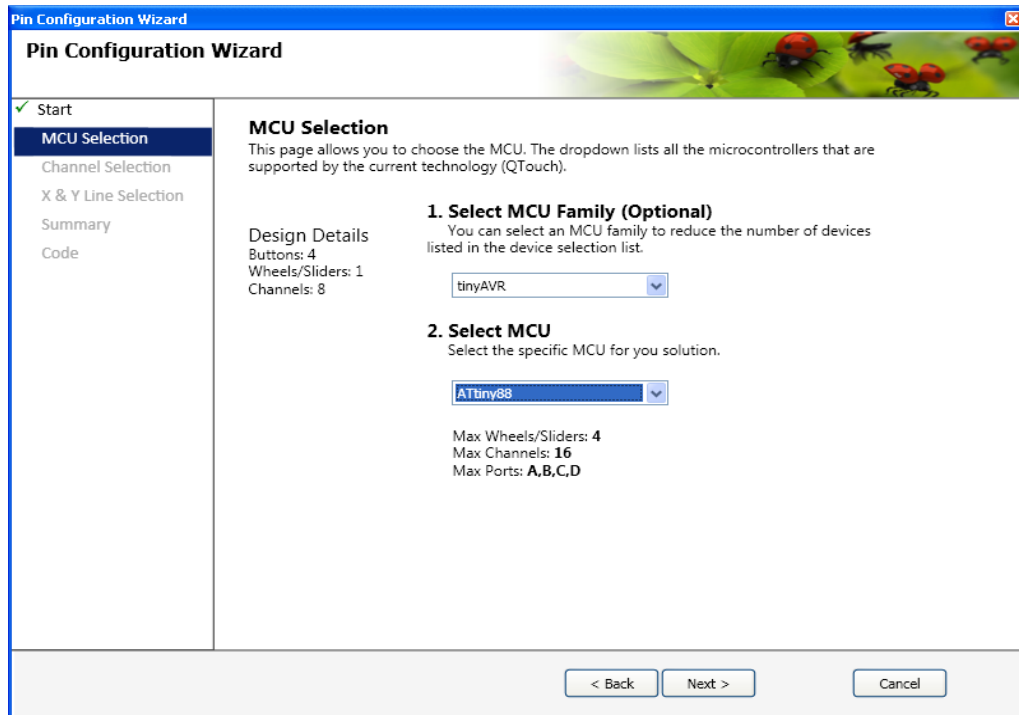 Pin Configuration Wizard
Pin Configuration Wizard
Start
MCU Selection
Channel Selection
X & Y Line Selection
Summary
Code
MCU Selection
This page allows you to choose the MCU. The dropdown lists all the microcontrollers that are
supported by the current technology (QTouch).
Design Details
Buttons: 4
Wheels/Sliders: 1
Channels: 8
1. Select MCU Family (Optional)
You can select an MCU family to reduce the number of devices
listed in the device selection list.
tinyAVR
2. Select MCU
Select the specific MCU for you solution.
ATtiny88
Max Wheels/Sliders: 4
Max Channels: 16
Max Ports: A,B,C,D
< Back
Next >
Cancel